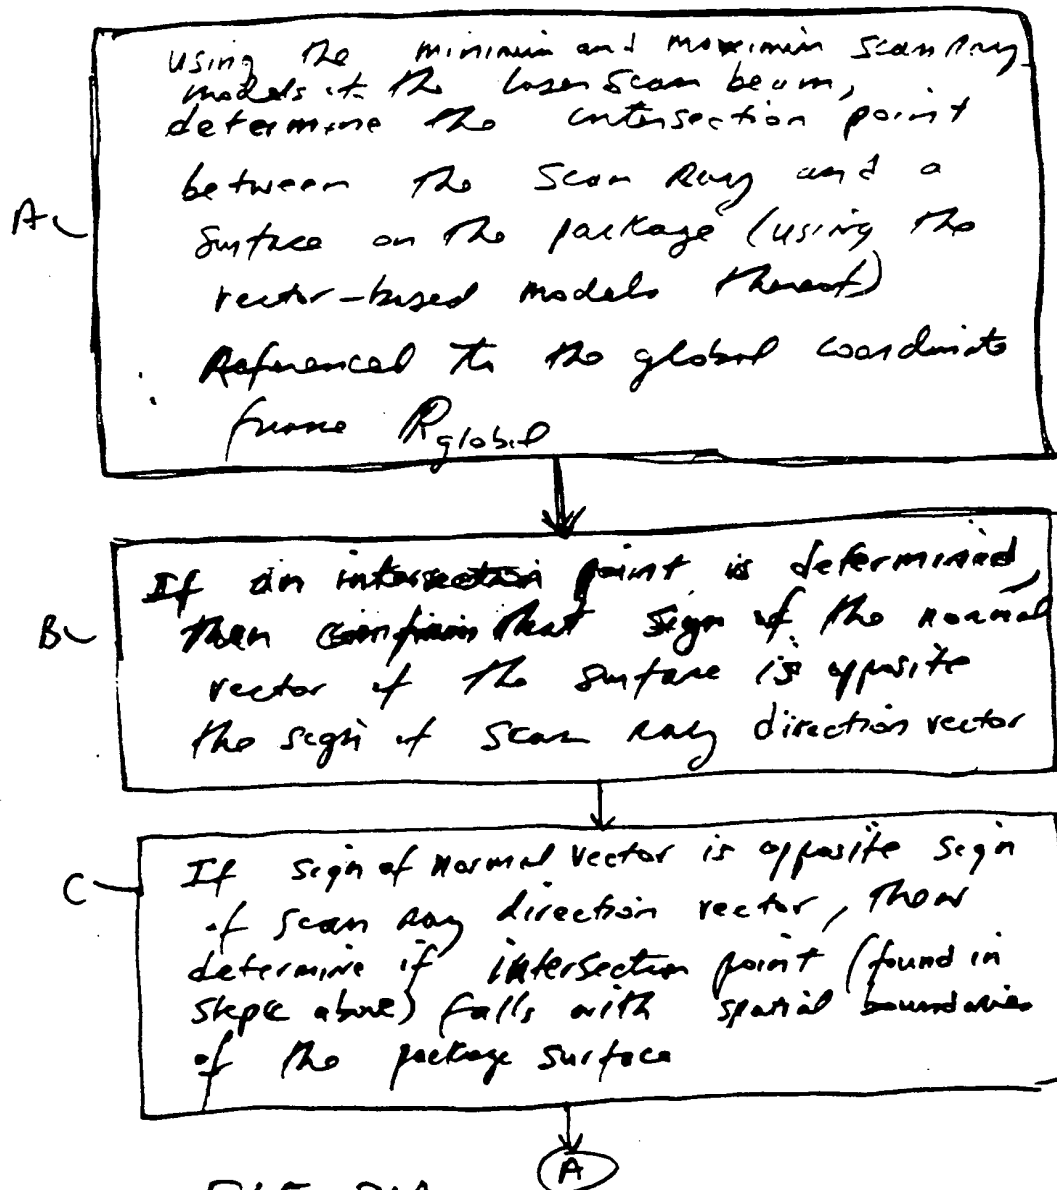 using the minimum and maximum scan ray
models of the laser scan beam,
determine the intersection point
between the scan Ray and a
A surface on the package (using the
vector-based models thereof)
Referenced to the global coordinate
frame Rglobal
If an intersection point is determined,
B then confirm that sign of the normal
vector of the surface is opposite
the sign of scan ray direction vector
C If sign of normal vector is opposite sign
of scan ray direction vector, then
determine if intersection point (found in
above) falls with spatial boundaries
of the package surface
A